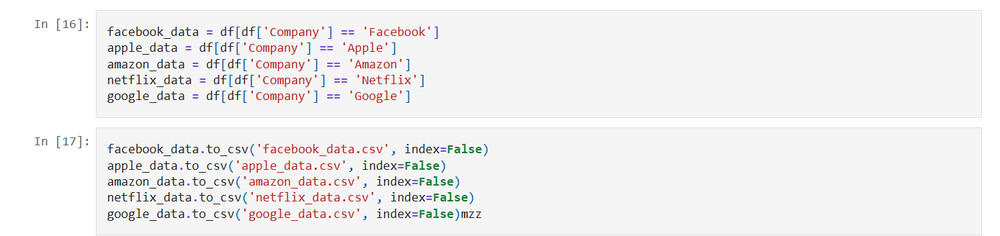 In [16]:
facebook_data = df[df['Company'] == 'Facebook']
apple_data = df[df['Company'] == 'Apple']
amazon_data = df[df['Company'] == 'Amazon']
netflix_data = df[df['Company'] == 'Netflix']
google_data = df[df['Company'] == 'Google']
In [17]:
facebook_data.to_csv('facebook_data.csv', index=False)
apple_data.to_csv('apple_data.csv', index=False)
amazon_data.to_csv('amazon_data.csv', index=False)
netflix_data.to_csv('netflix_data.csv', index=False)
google_data.to_csv('google_data.csv', index=False)mzz